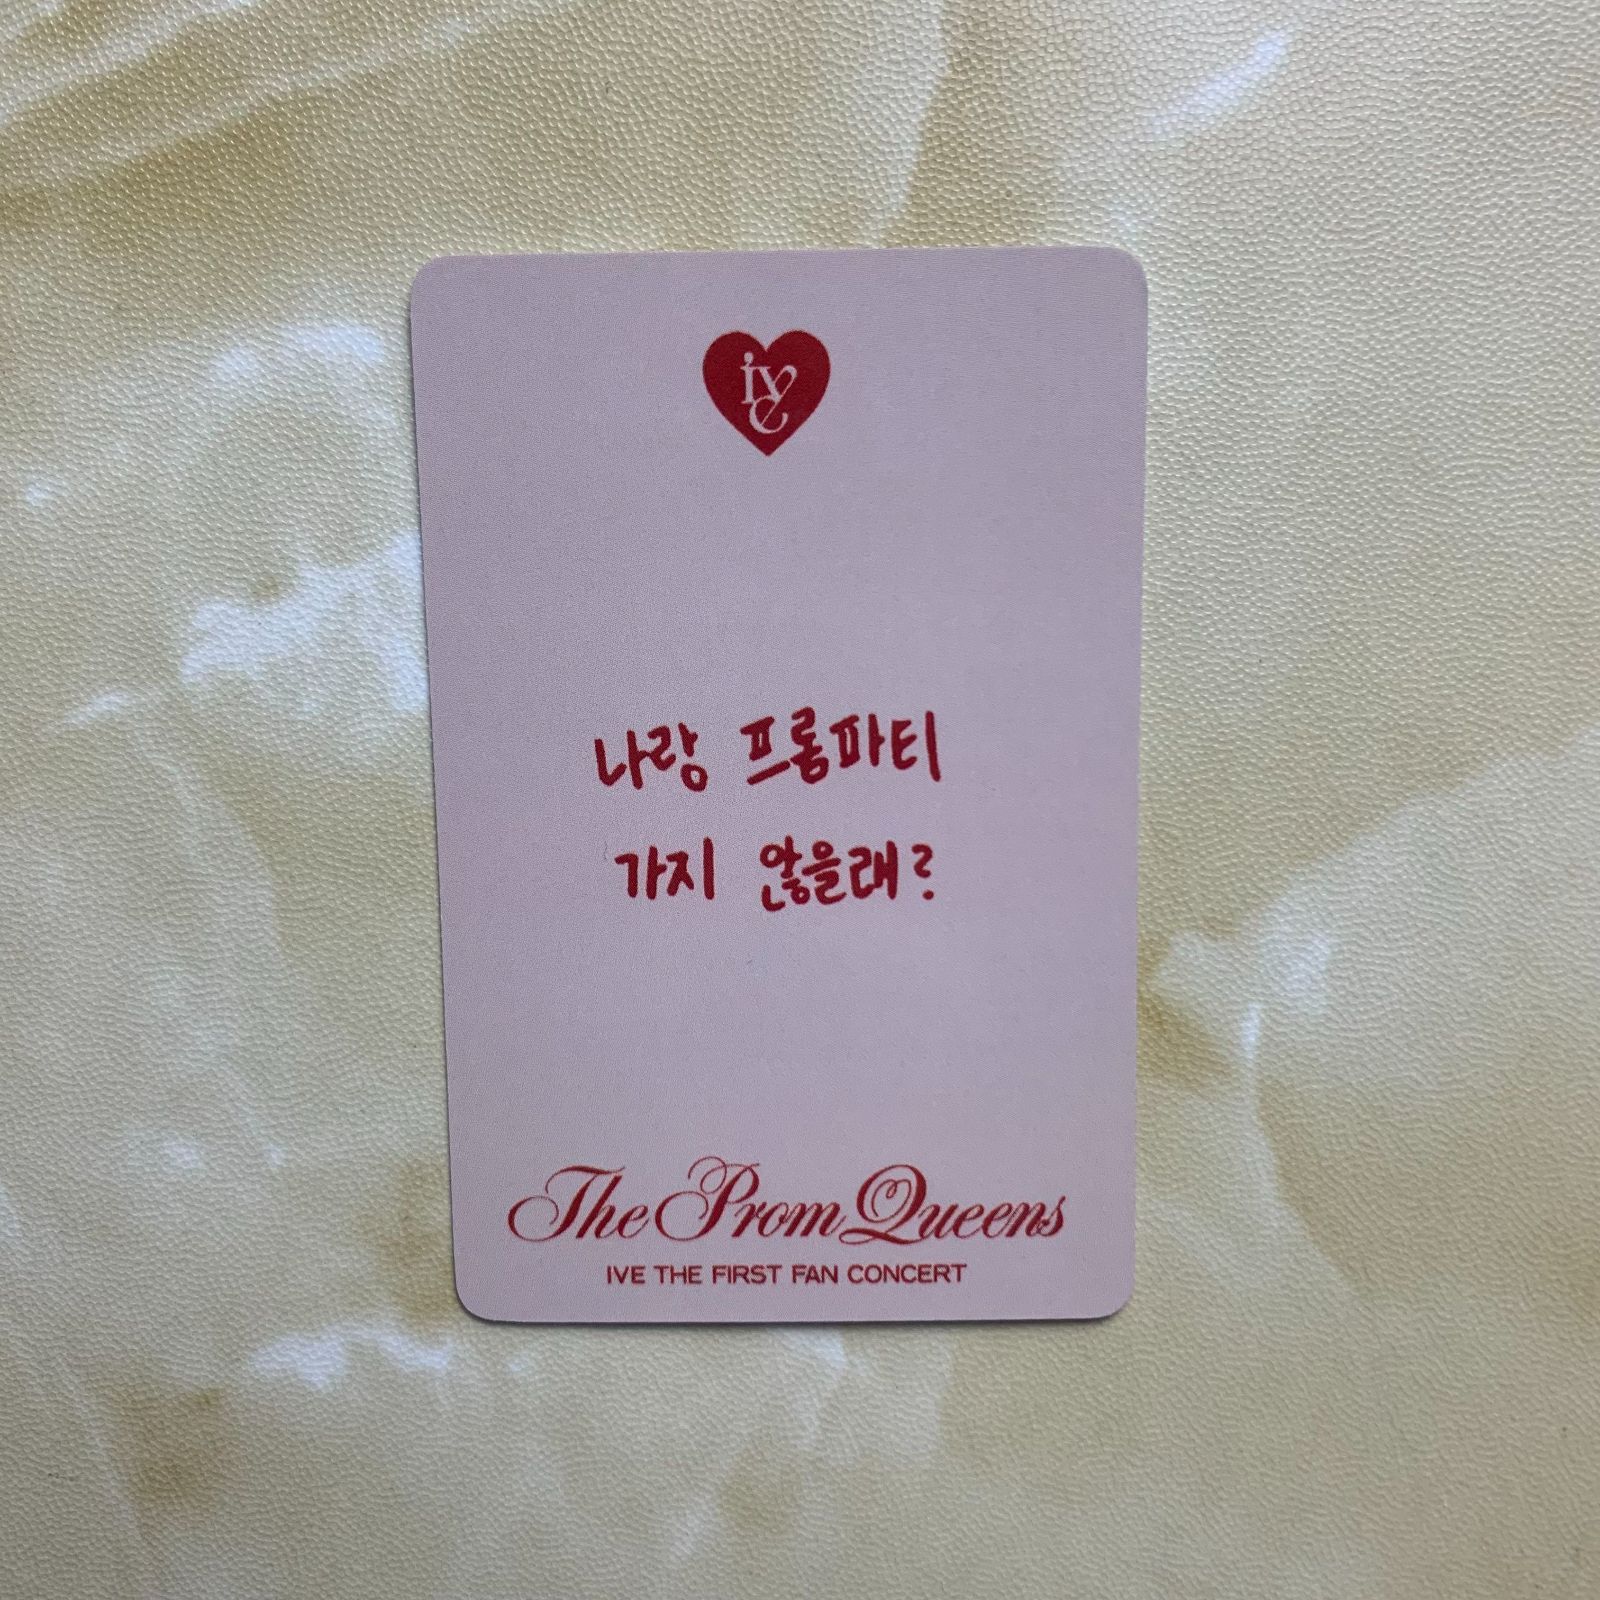 ive
나랑 프롬파티
가지 않을래?
The Prom Queens
IVE THE FIRST FAN CONCERT